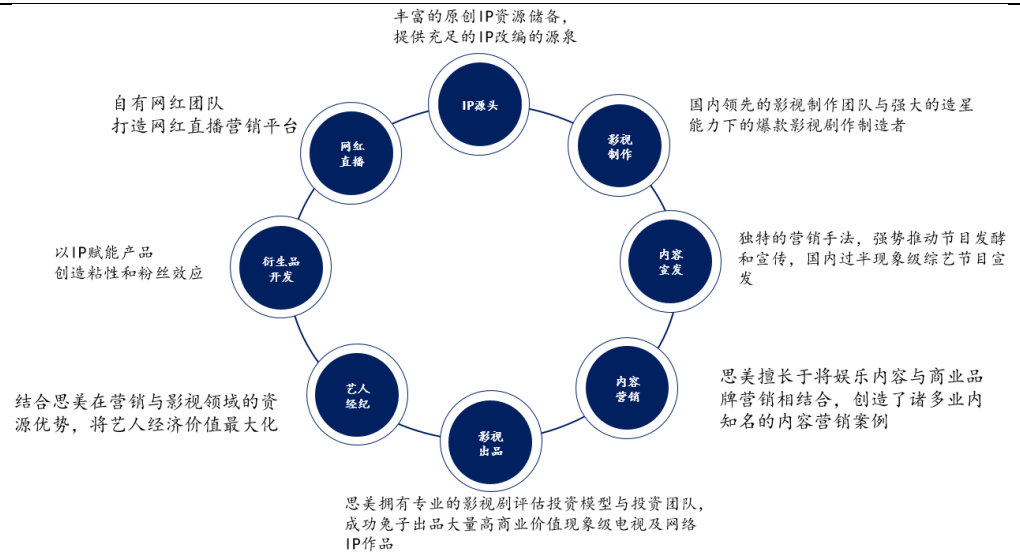 丰富的原创IP资源储备，
提供充足的IP改编的源泉
IP源头
国内领先的影视制作团队与强大的造星
能力下的爆款影视剧作制造者
影视
制作
独特的营销手法，强势推动节目发酵
和宣传，国内过半现象级综艺节目宣
发
内容
宣发
思美擅长于将娱乐内容与商业品
牌营销相结合，创造了诸多业内
知名的内容营销案例
内容
营销
影视
出品
思美拥有专业的影视剧评估投资模型与投资团队，
成功兔子出品大量高商业价值现象级电视及网络
IP作品
艺人
经纪
结合思美在营销与影视领域的资
源优势，将艺人经济价值最大化
衍生品
开发
以IP赋能产品
创造粘性和粉丝效应
网红
直播
自有网红团队
打造网红直播营销平台